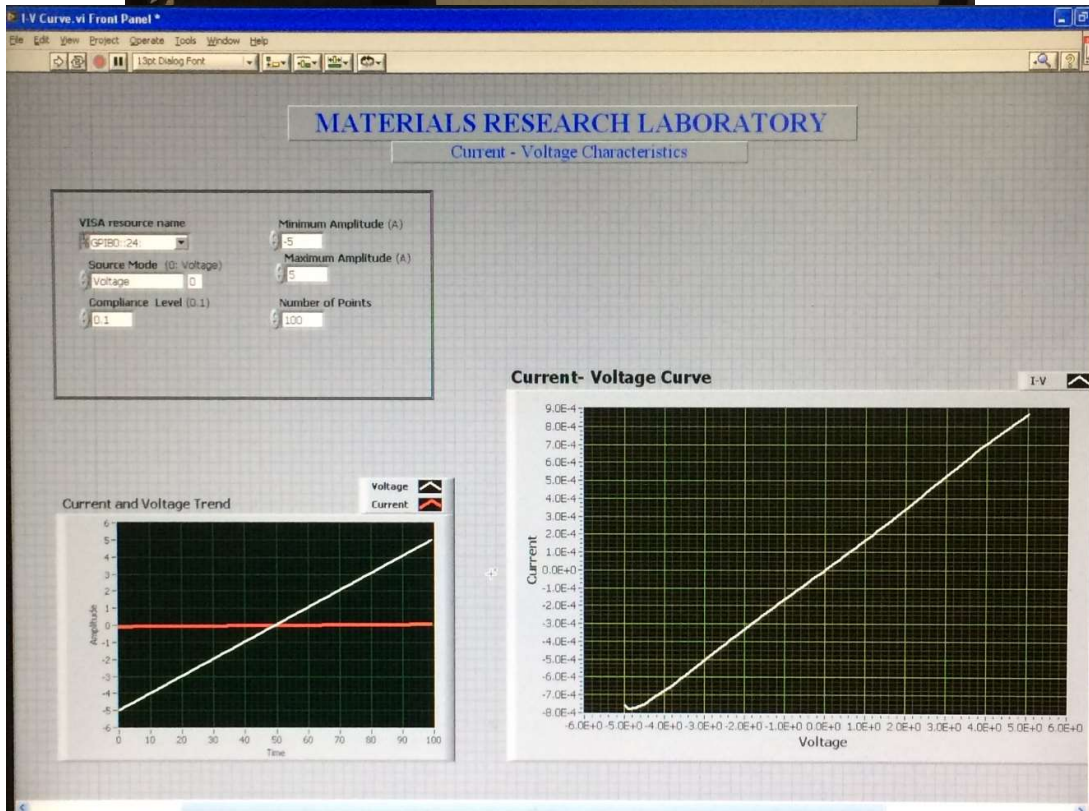 I-V Curve.vi Front Panel *
File Edit View Project Operate Tools Window Help
13pt Dialog Font
MATERIALS RESEARCH LABORATORY
Current - Voltage Characteristics
VISA resource name
GPIB0::24:
Source Mode (0: Voltage)
Voltage 0
Compliance Level (0.1)
0.1
Minimum Amplitude (A)
-5
Maximum Amplitude (A)
5
Number of Points
100
Current- Voltage Curve
I-V
9.0E-4
8.0E-4
7.0E-4
6.0E-4
5.0E-4
4.0E-4
3.0E-4
2.0E-4
1.0E-4
0.0E+0
-1.0E-4
-2.0E-4
-3.0E-4
-4.0E-4
-5.0E-4
-6.0E-4
-7.0E-4
-8.0E-4
Current
-6.0E+0 -5.0E+0 -4.0E+0 -3.0E+0 -2.0E+0 -1.0E+0 0.0E+0 1.0E+0 2.0E+0 3.0E+0 4.0E+0 5.0E+0 6.0E+0
Voltage
Voltage
Current
Current and Voltage Trend
6
5
4
3
2
1
0
-1
-2
-3
-4
-5
-6
Amplitude
0 10 20 30 40 50 60 70 80 90 100
Time